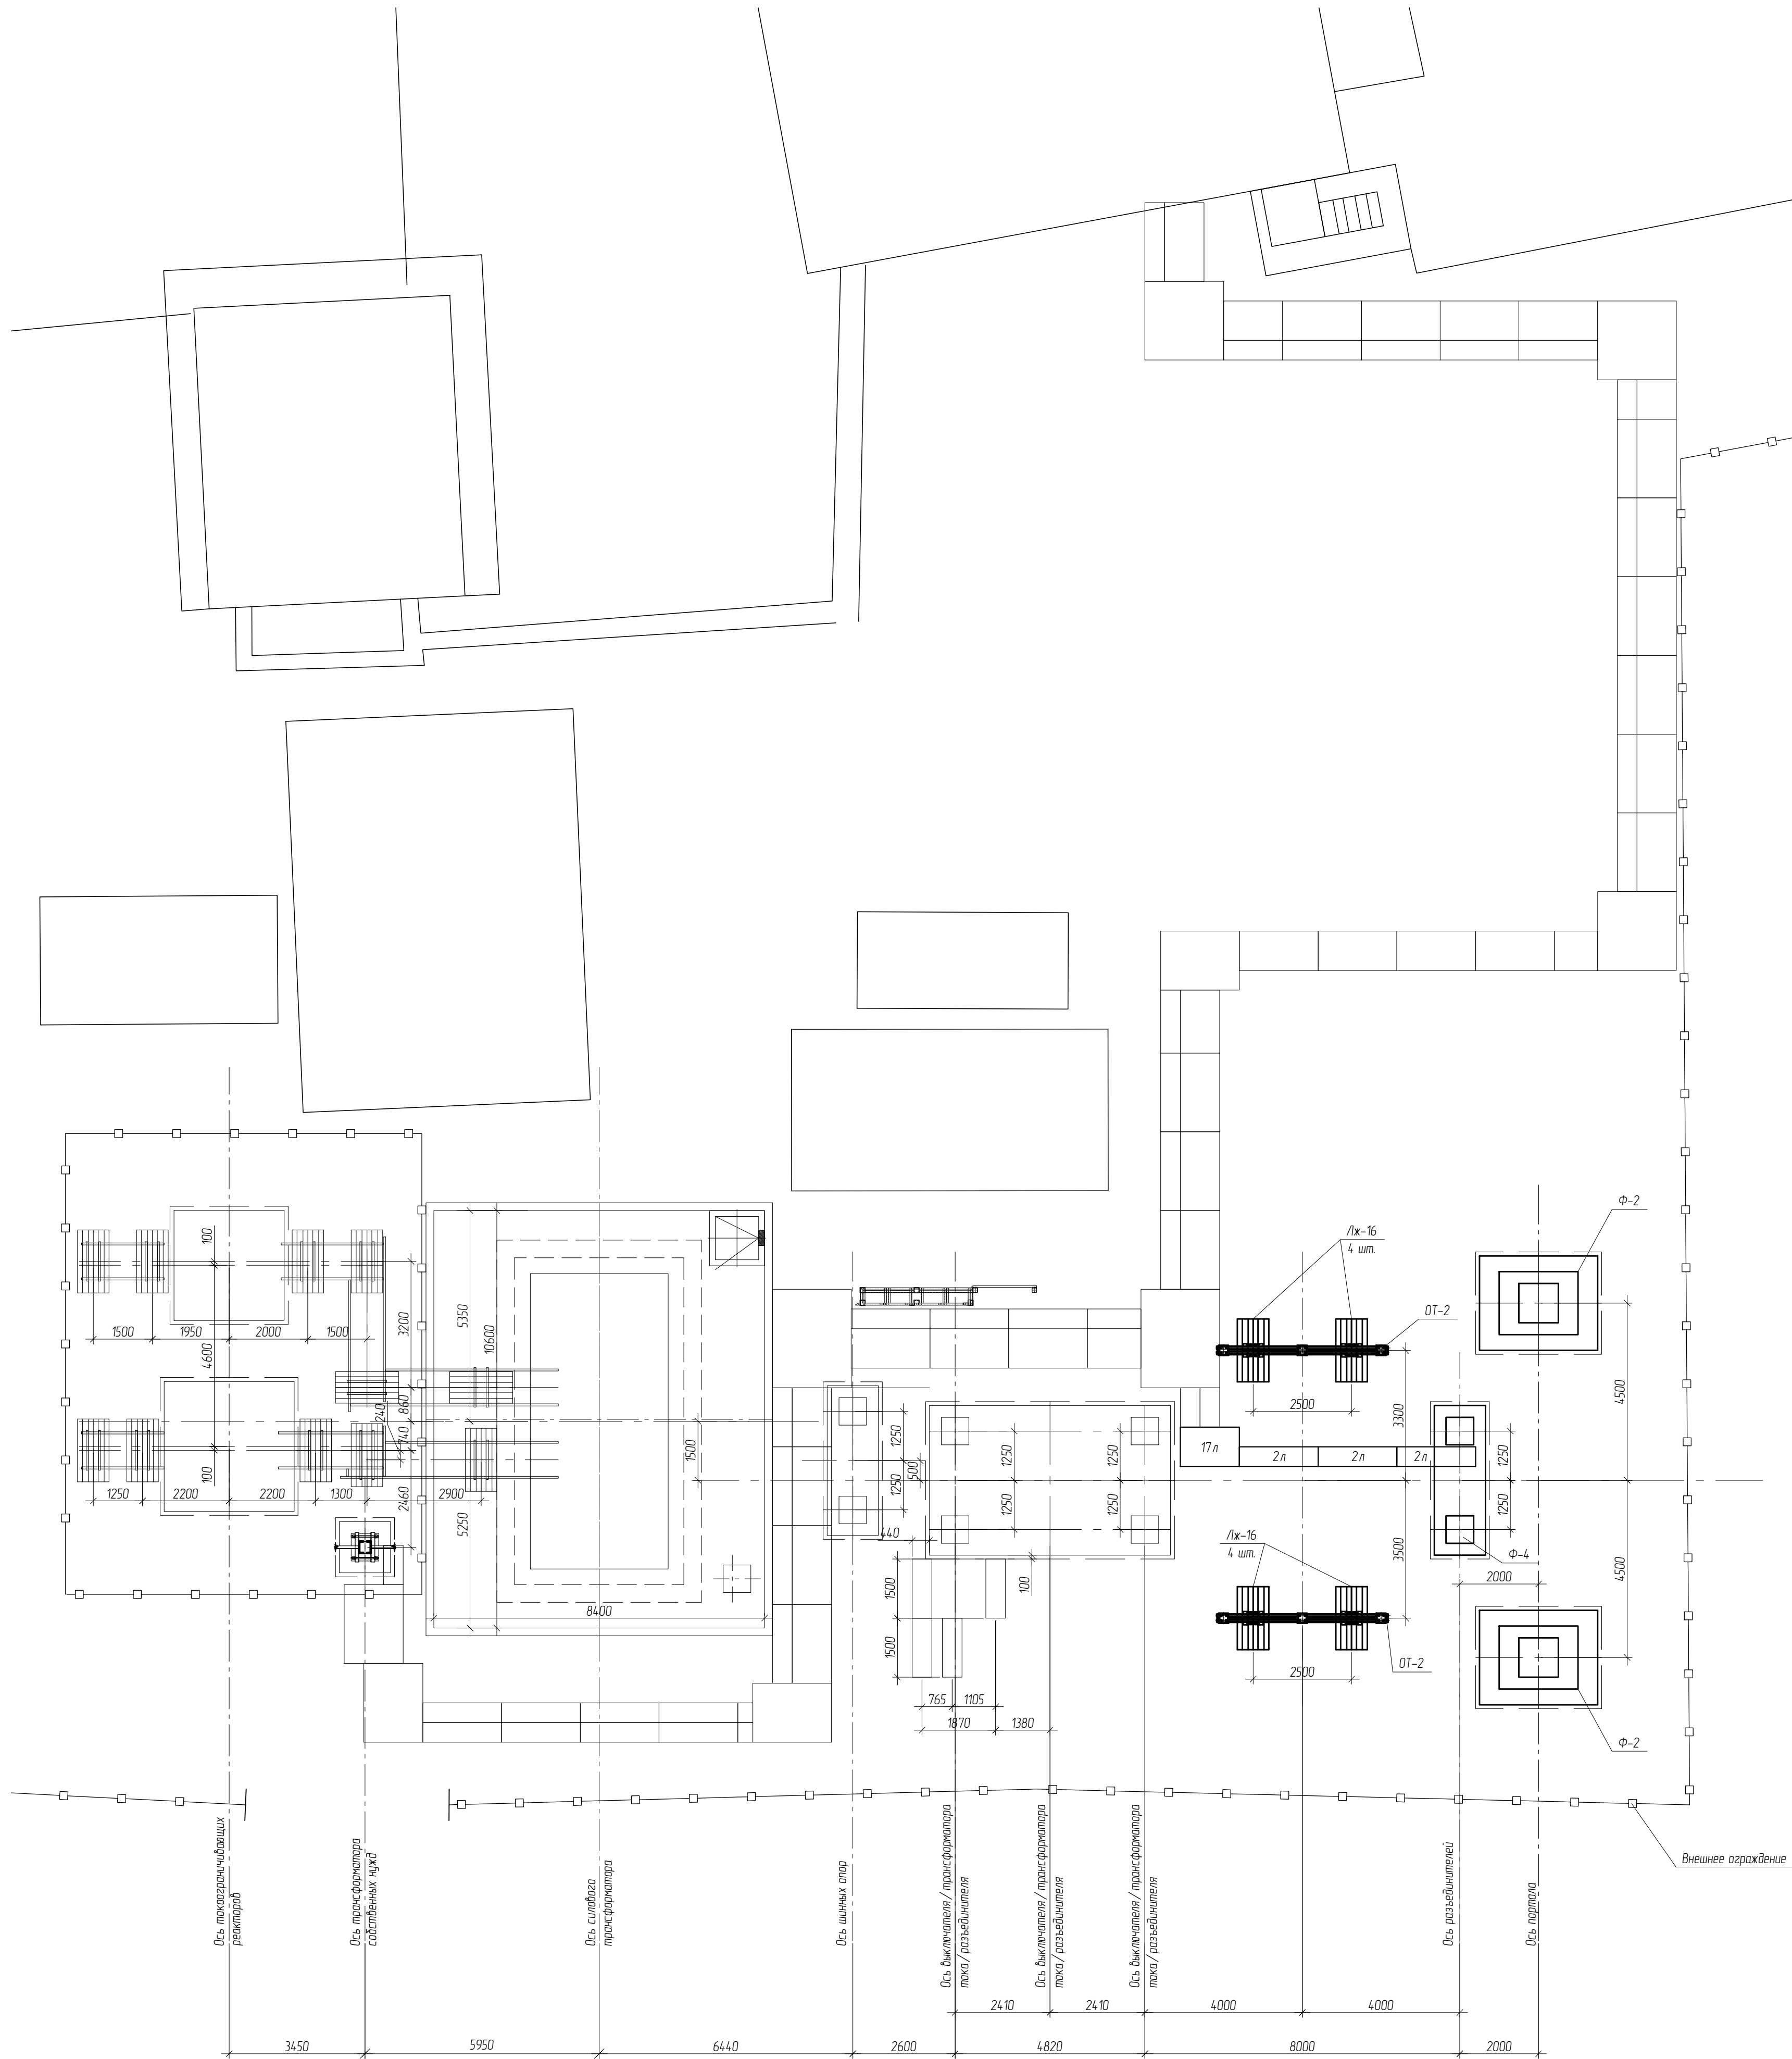 Ф-2
Лж-16
4 шт.
ОТ-2
100
5350
10600
3200
1500
1950
2000
1500
4600
4500
2500
3300
860
240
740
1500
1250
500
1250
1250
1250
17л
2л
2л
2л
1250
100
1250
2200
2200
1300
2900
2460
5250
1250
1250
1250
1250
440
Лж-16
4 шт.
3500
Ф-4
2000
4500
1500
100
8400
1500
2500
ОТ-2
765
1105
1870
1380
Ф-2
Внешнее ограждение
Ось токоограничивающих
реакторов
Ось трансформатора
собственных нужд
Ось силового
трансформатора
Ось шинных опор
Ось выключателя/трансформатора
тока/разъединителя
Ось выключателя/трансформатора
тока/разъединителя
Ось выключателя/трансформатора
тока/разъединителя
Ось разъединителей
Ось портала
2410
2410
4000
4000
3450
5950
6440
2600
4820
8000
2000